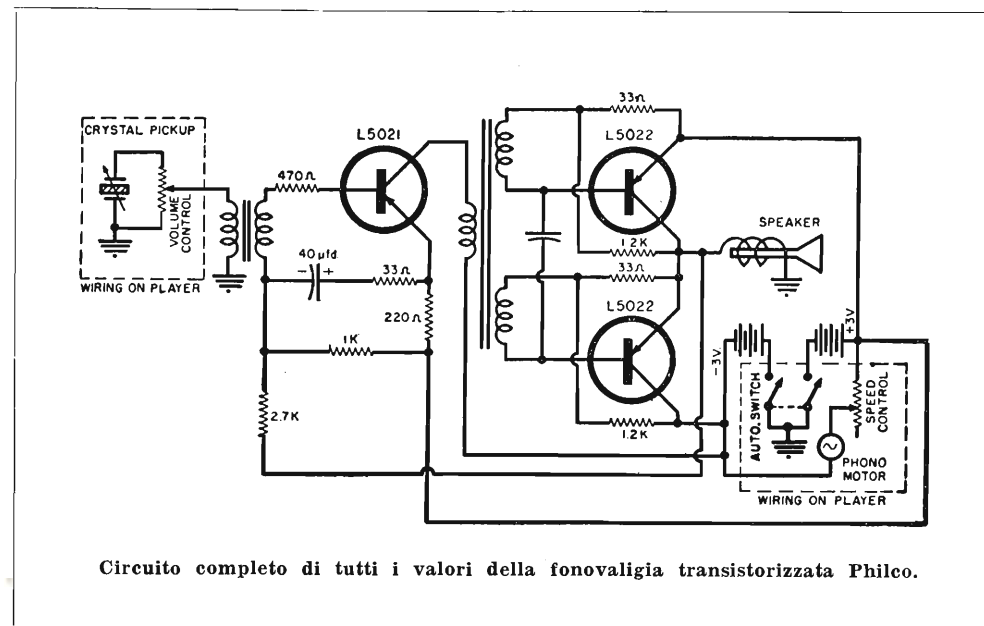 CRYSTAL PICKUP
VOLUME CONTROL
WIRING ON PLAYER
470Ω
L5021
40 µfd.
- +
33Ω
220Ω
1K
2.7K
33Ω
L5022
1.2K
33Ω
L5022
1.2K
SPEAKER
-3V.
+3V
AUTO. SWITCH
SPEED CONTROL
PHONO MOTOR
WIRING ON PLAYER
Circuito completo di tutti i valori della fonovaligia transistorizzata Philco.